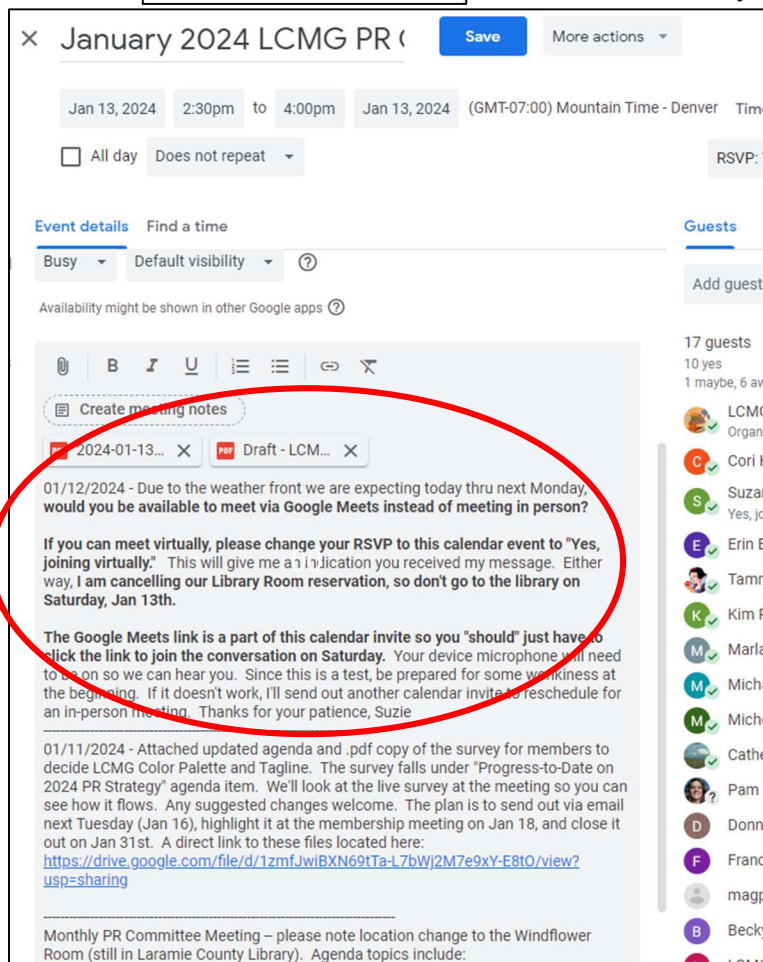 January 2024 LCMG PR
Save
More actions
Jan 13, 2024 2:30pm to 4:00pm Jan 13, 2024 (GMT-07:00) Mountain Time - Denver
All day Does not repeat
RSVP:
Event details Find a time
Guests
Busy Default visibility
Add guest
Availability might be shown in other Google apps
17 guests
10 yes
1 maybe, 6 aw
B I U
Create meeting notes
PDF 2024-01-13... PDF Draft - LCM...
01/12/2024 - Due to the weather front we are expecting today thru next Monday,
would you be available to meet via Google Meets instead of meeting in person?
If you can meet virtually, please change your RSVP to this calendar event to "Yes,
joining virtually." This will give me a indication you received my message. Either
way, I am cancelling our Library Room reservation, so don't go to the library on
Saturday, Jan 13th.
The Google Meets link is a part of this calendar invite so you "should" just have to
click the link to join the conversation on Saturday. Your device microphone will need
to be on so we can hear you. Since this is a test, be prepared for some wonkiness at
the beginning. If it doesn't work, I'll send out another calendar invite to reschedule for
an in-person meeting. Thanks for your patience, Suzie
01/11/2024 - Attached updated agenda and .pdf copy of the survey for members to
decide LCMG Color Palette and Tagline. The survey falls under "Progress-to-Date on
2024 PR Strategy" agenda item. We'll look at the live survey at the meeting so you can
see how it flows. Any suggested changes welcome. The plan is to send out via email
next Tuesday (Jan 16), highlight it at the membership meeting on Jan 18, and close it
out on Jan 31st. A direct link to these files located here:
https://drive.google.com/file/d/1zmfJwiBXN69tTa-L7bWj2M7e9xY-E8tO/view?
usp=sharing
Monthly PR Committee Meeting – please note location change to the Windflower
Room (still in Laramie County Library). Agenda topics include:
LCMG
Organ
C Cori
S Suzan
Yes, jo
E Erin
Tamm
K Kim
M Marla
M Micha
M Miche
Cathe
Pam
D Donn
F Franc
magp
B Becky